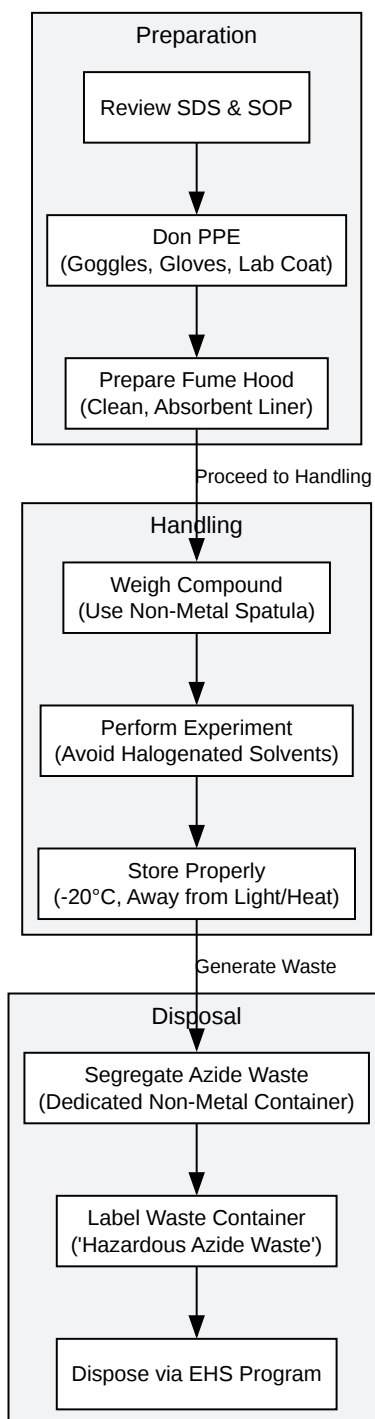 Preparation
Review SDS & SOP
Don PPE
(Goggles, Gloves, Lab Coat)
Prepare Fume Hood
(Clean, Absorbent Liner)
Proceed to Handling
Handling
Weigh Compound
(Use Non-Metal Spatula)
Perform Experiment
(Avoid Halogenated Solvents)
Store Properly
(-20°C, Away from Light/Heat)
Generate Waste
Disposal
Segregate Azide Waste
(Dedicated Non-Metal Container)
Label Waste Container
('Hazardous Azide Waste')
Dispose via EHS Program